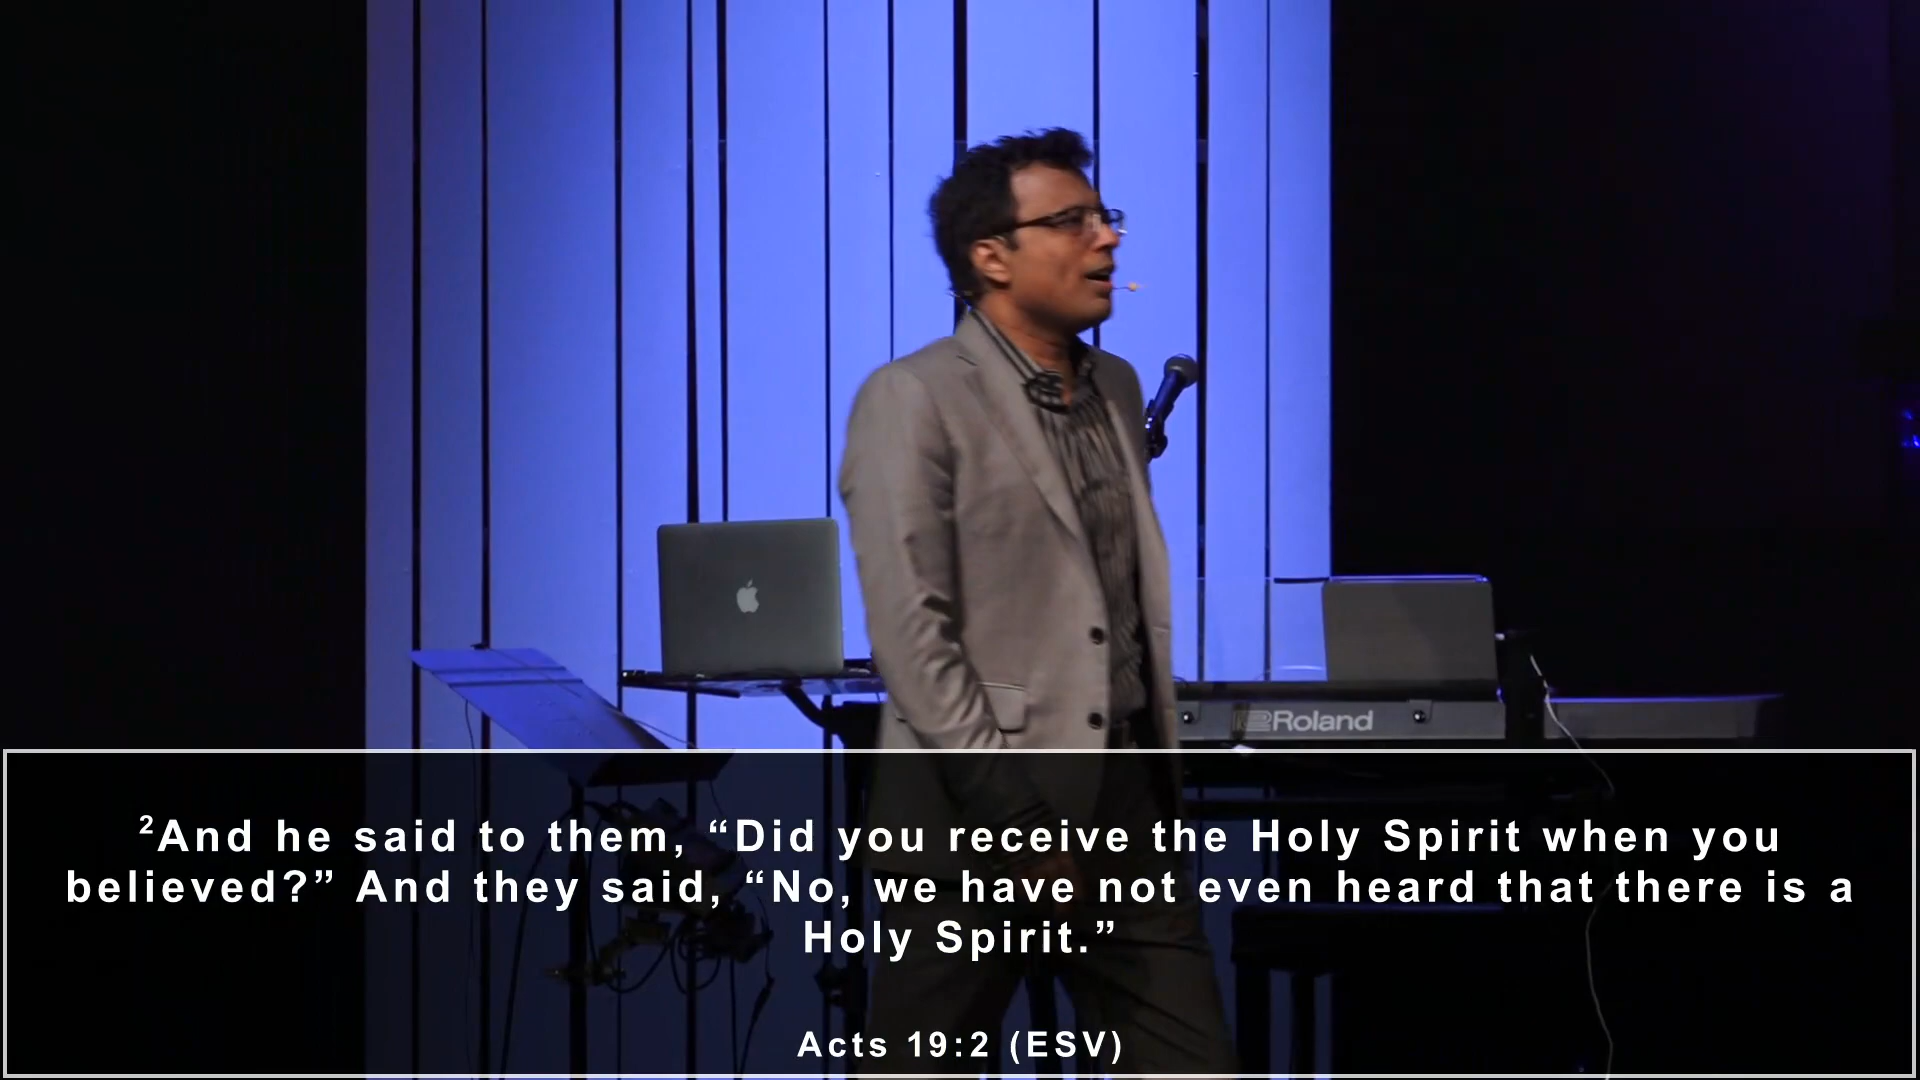 Roland
²And he said to them, “Did you receive the Holy Spirit when you
believed?” And they said, “No, we have not even heard that there is a
Holy Spirit.”
Acts 19:2 (ESV)